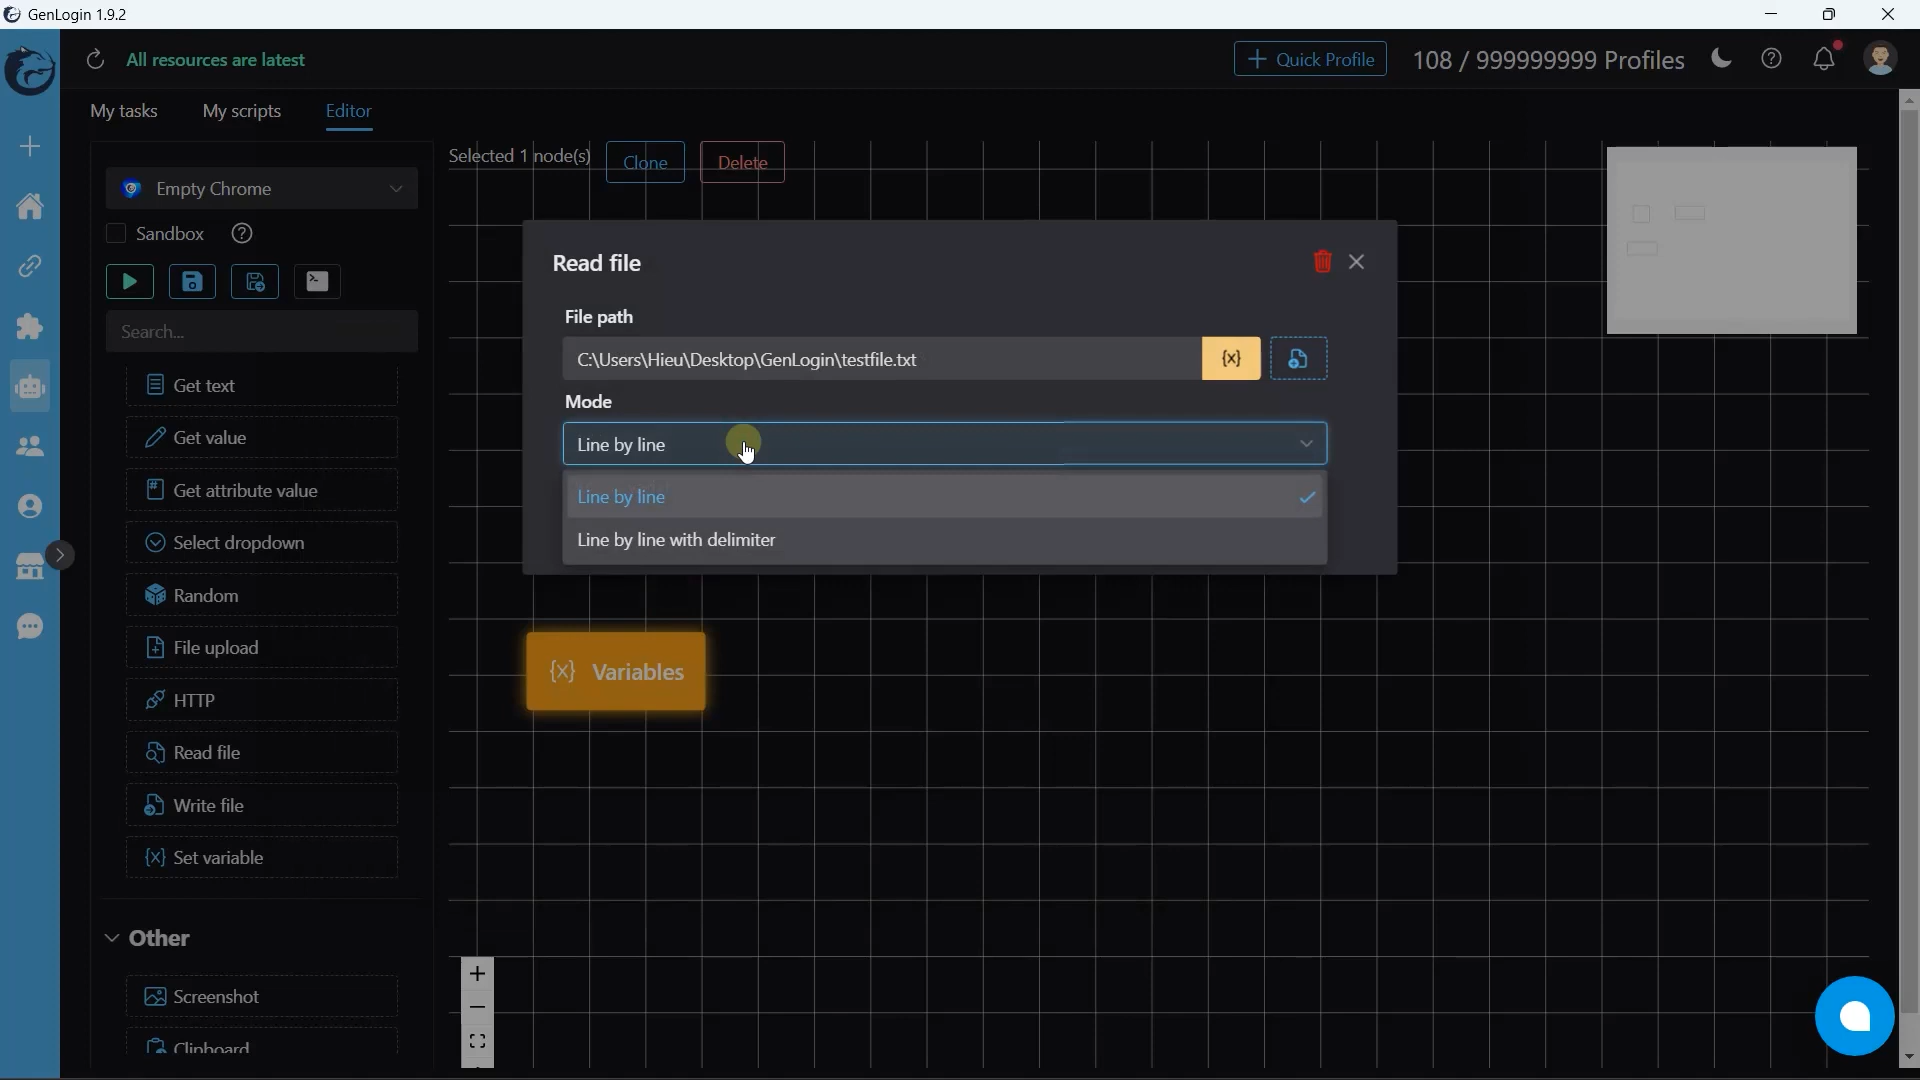 GenLogin 1.9.2
All resources are latest
Quick Profile
108 / 999999999 Profiles
My tasks
My scripts
Editor
Empty Chrome
Selected 1 node(s)
Clone
Delete
Sandbox
Search...
Get text
Get value
Get attribute value
Select dropdown
Random
File upload
HTTP
Read file
Write file
{x} Set variable
Other
Screenshot
Clipboard
Read file
File path
C:\Users\Hieu\Desktop\GenLogin\testfile.txt
{x}
Mode
Line by line
Line by line
Line by line with delimiter
{x} Variables